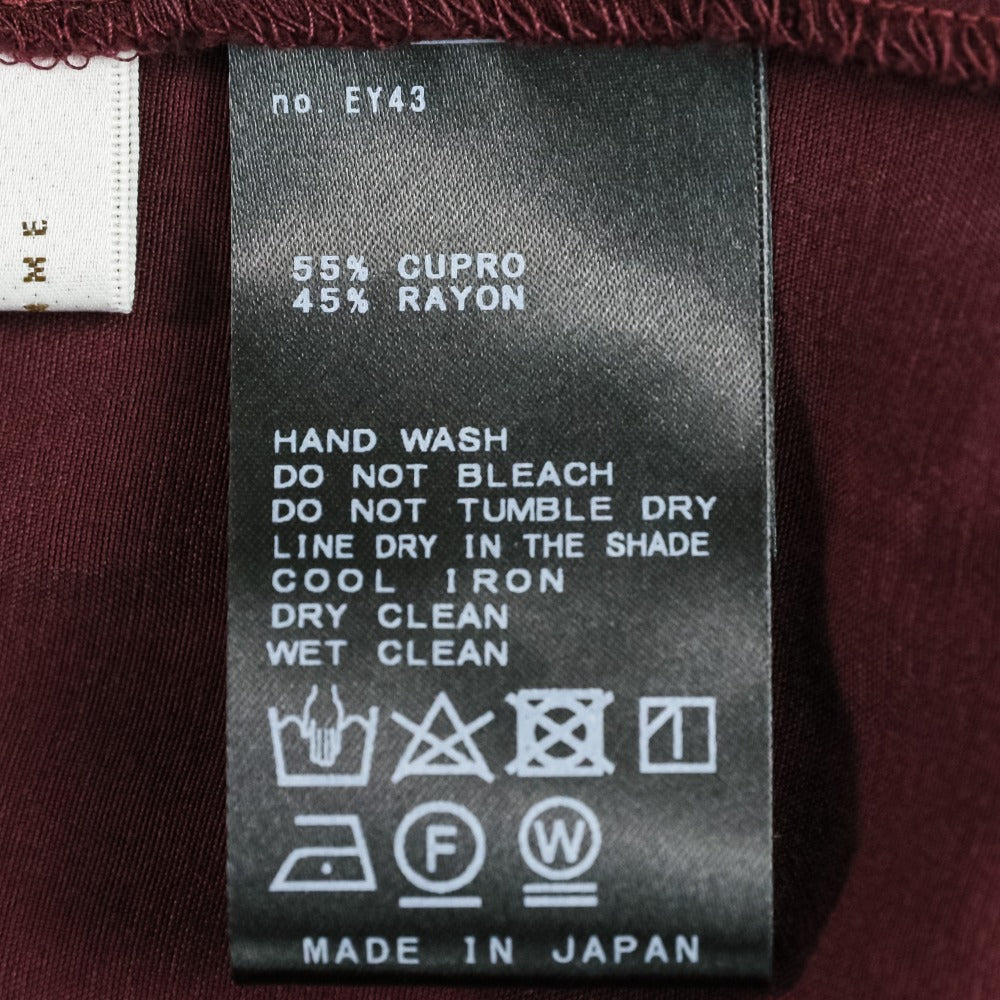 no. EY43
55% CUPRO
45% RAYON
HAND WASH
DO NOT BLEACH
DO NOT TUMBLE DRY
LINE DRY IN THE SHADE
COOL IRON
DRY CLEAN
WET CLEAN
F W
MADE IN JAPAN